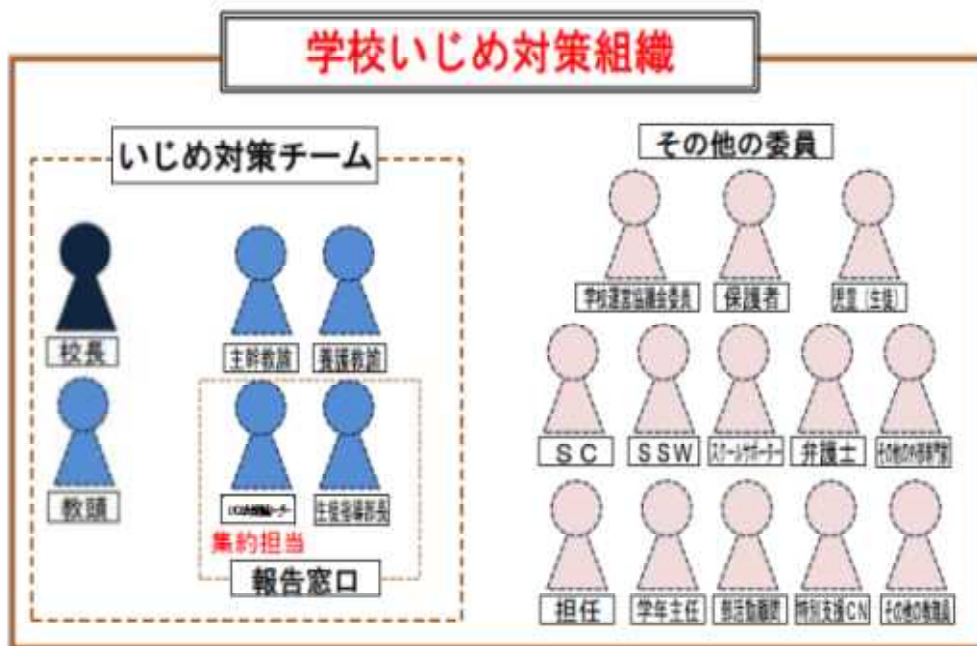 学校いじめ対策組織
いじめ対策チーム
校長
主幹教諭
養護教諭
教頭
生徒指導部長
集約担当
報告窓口
その他の委員
学校運営協議会委員
保護者
児童（生徒）
ＳＣ
ＳＳＷ
スクールサポーター
弁護士
その他の外部専門家
担任
学年主任
部活動顧問
特別支援ＣＮ
その他の教職員